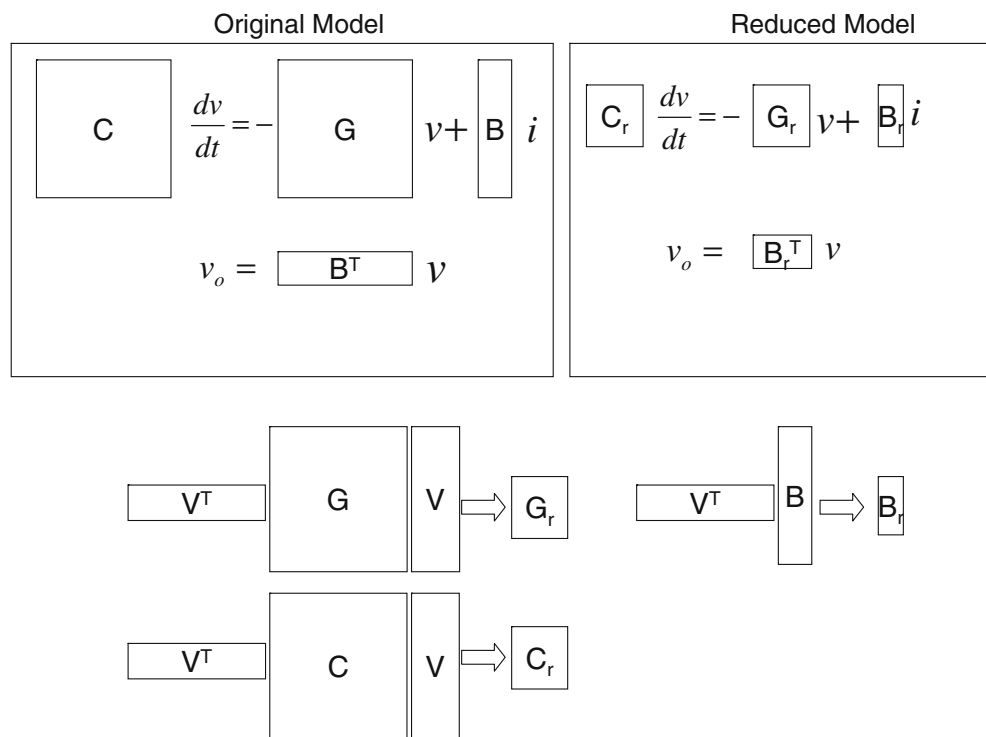 Original Model
C dv/dt = − G v + B i
v_o = B^T v
Reduced Model
C_r dv/dt = − G_r v + B_r i
v_o = B_r^T v
V^T G V ⇨ G_r
V^T B ⇨ B_r
V^T C V ⇨ C_r